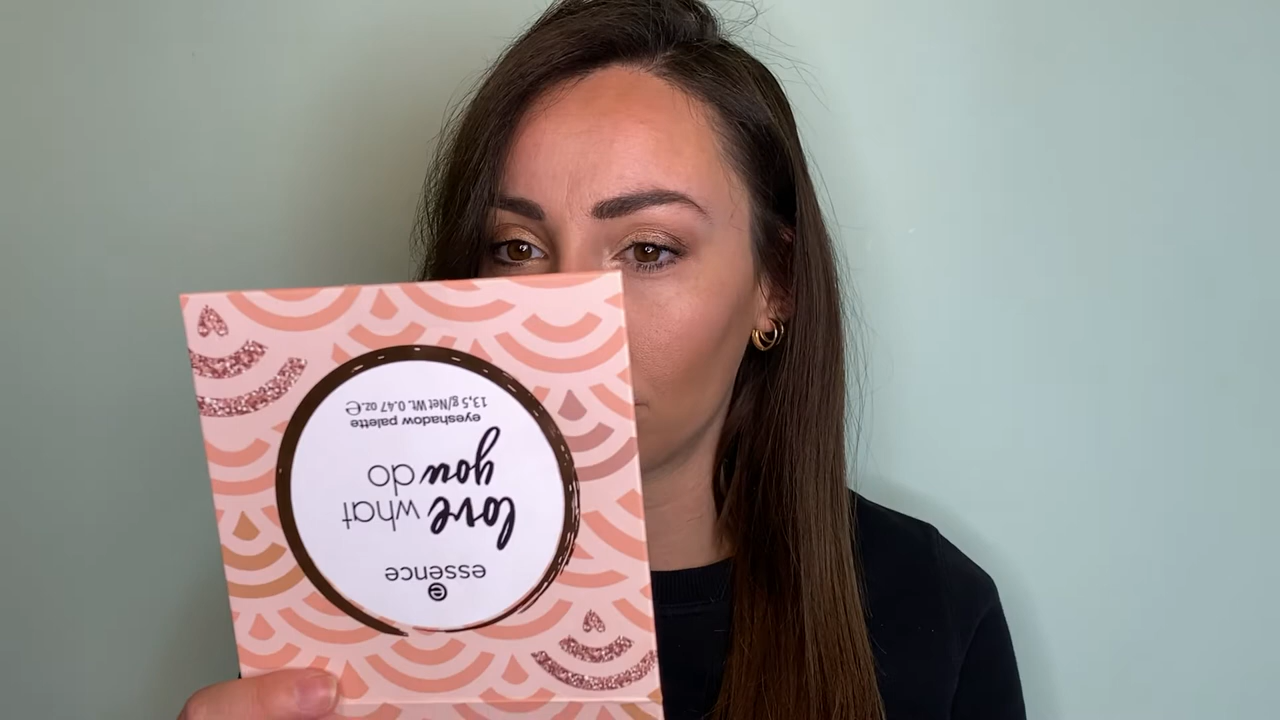 e
essence
love what
you do
eyeshadow palette
13,5 g/Net Wt. 0.47 oz.℮